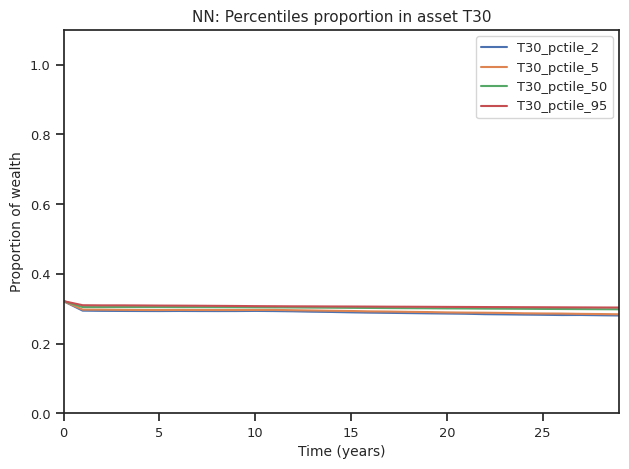 NN: Percentiles proportion in asset T30
T30_pctile_2
T30_pctile_5
T30_pctile_50
T30_pctile_95
1.0
0.8
0.6
0.4
0.2
0.0
Proportion of wealth
0 5 10 15 20 25
Time (years)